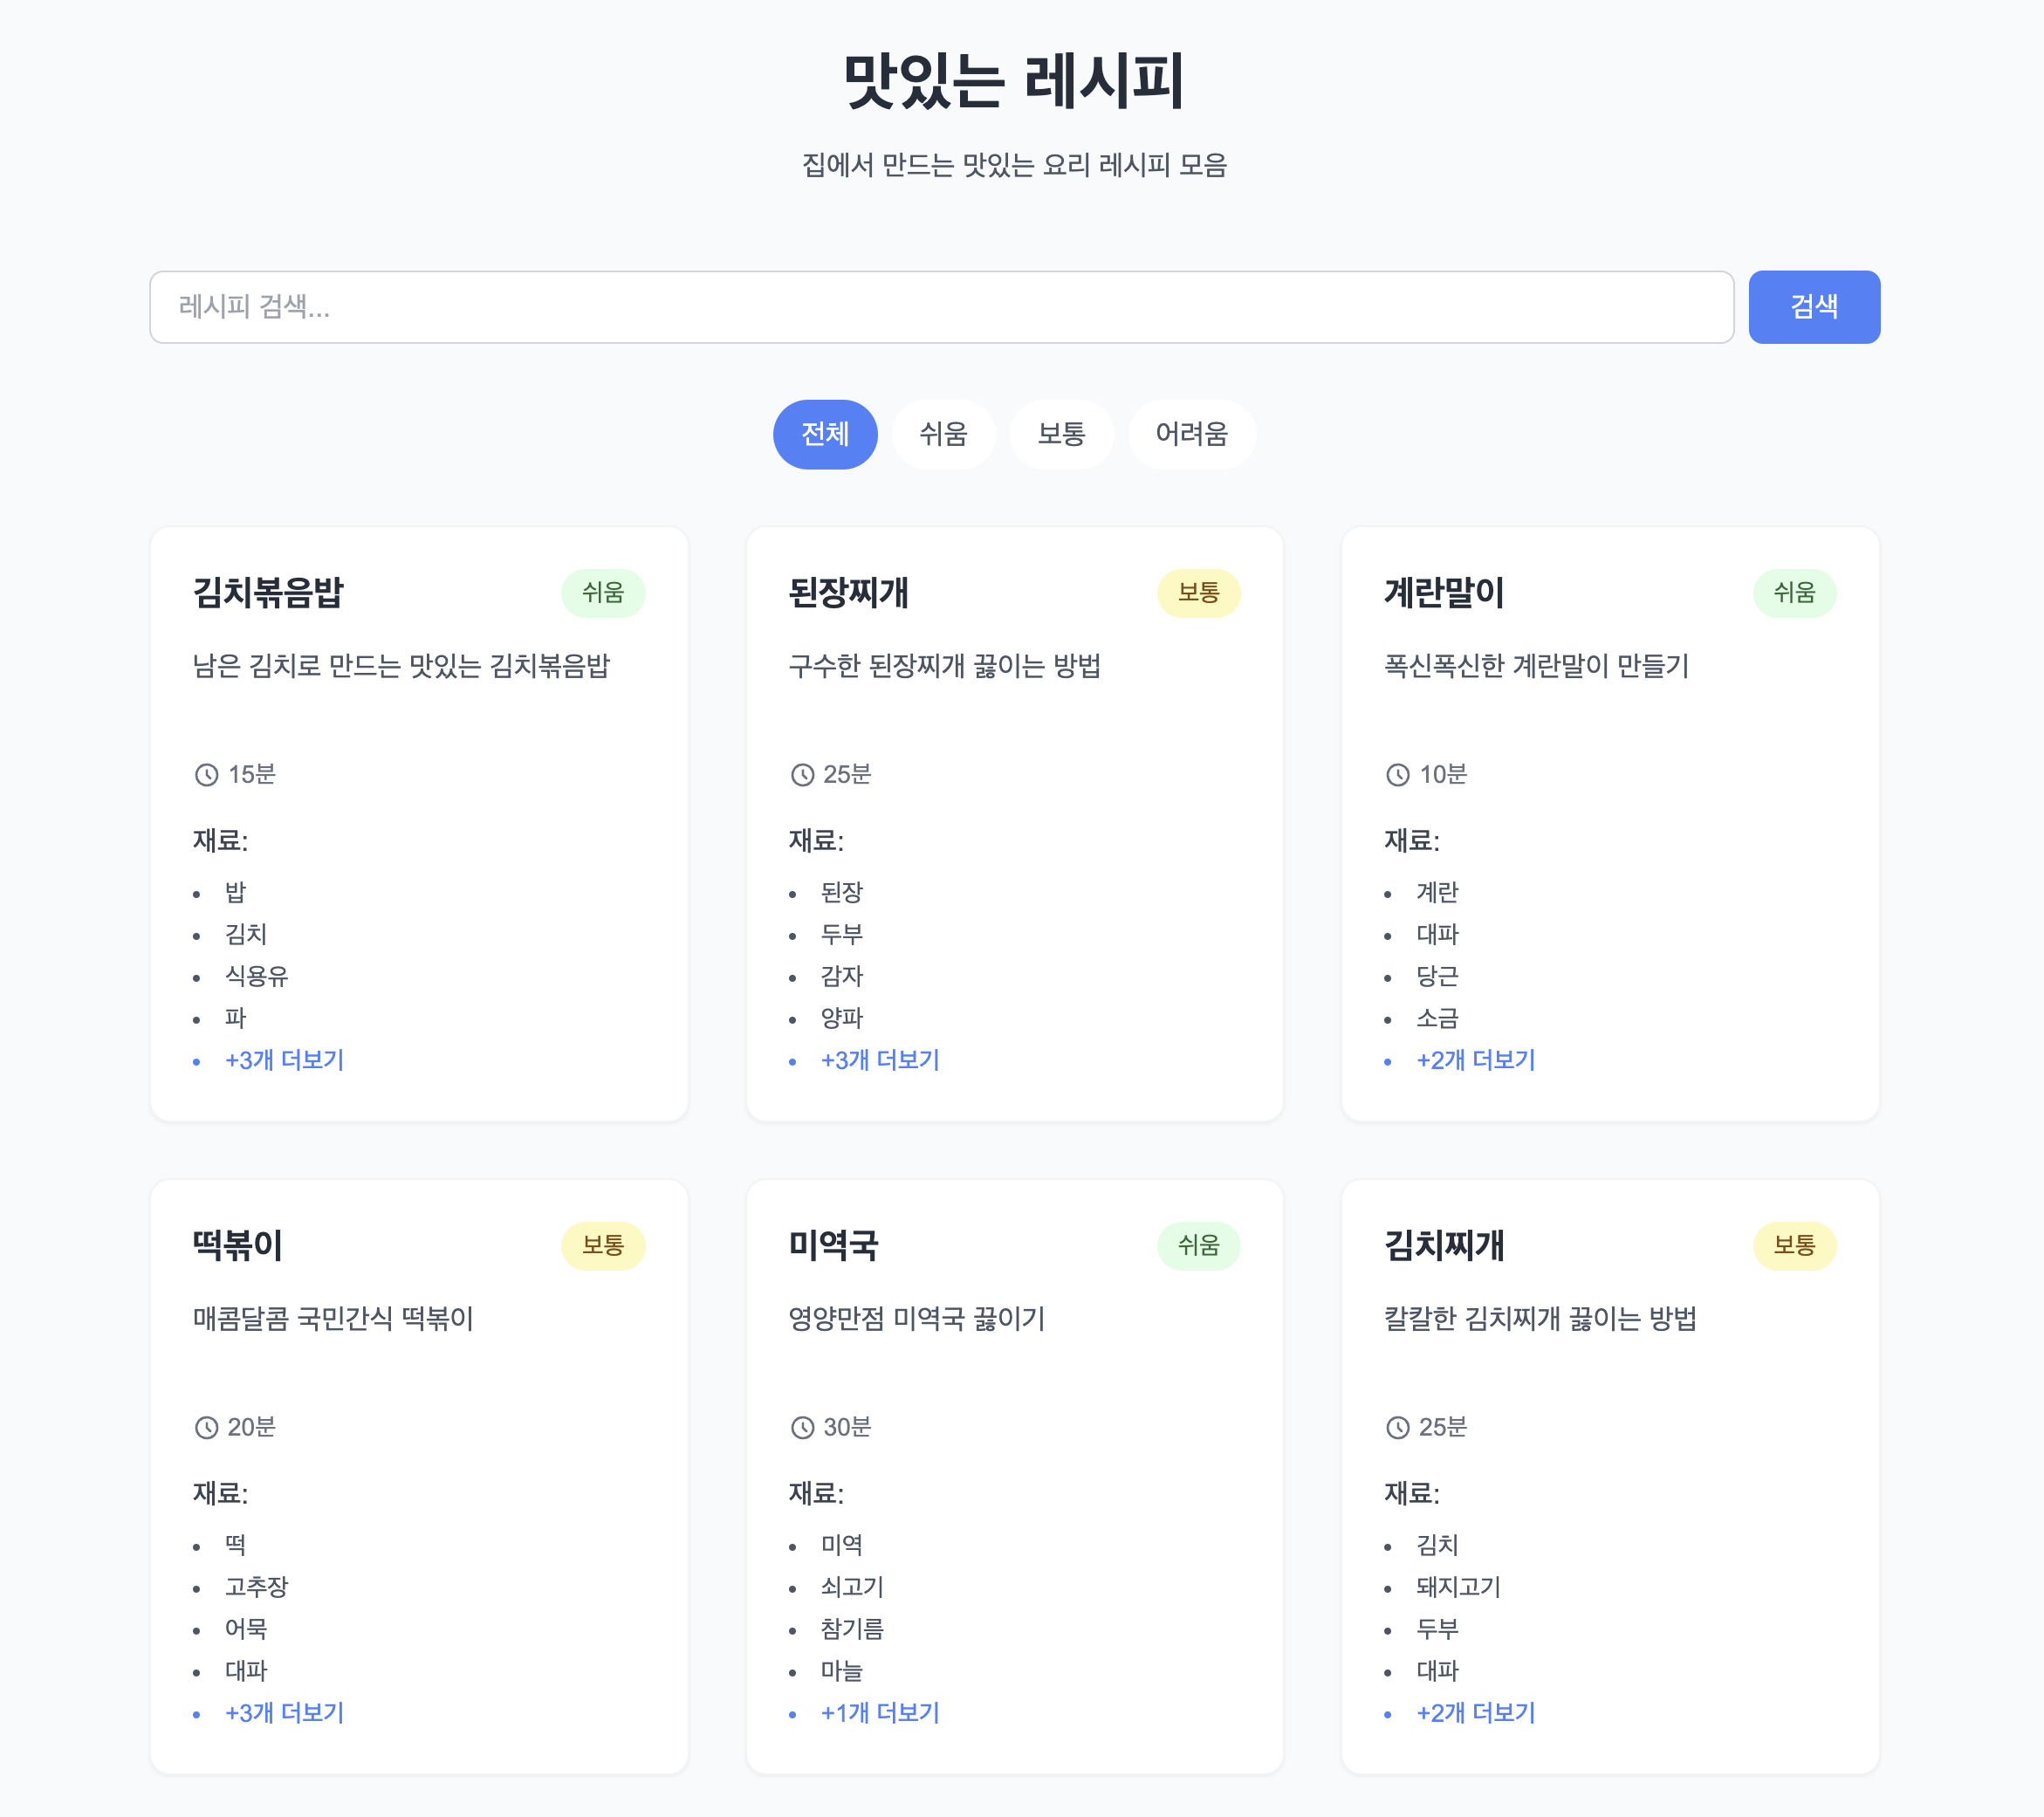 맛있는 레시피
집에서 만드는 맛있는 요리 레시피 모음
레시피 검색...
검색
전체
쉬움
보통
어려움
김치볶음밥
쉬움
남은 김치로 만드는 맛있는 김치볶음밥
15분
재료:
• 밥
• 김치
• 식용유
• 파
• +3개 더보기
된장찌개
보통
구수한 된장찌개 끓이는 방법
25분
재료:
• 된장
• 두부
• 감자
• 양파
• +3개 더보기
계란말이
쉬움
폭신폭신한 계란말이 만들기
10분
재료:
• 계란
• 대파
• 당근
• 소금
• +2개 더보기
떡볶이
보통
매콤달콤 국민간식 떡볶이
20분
재료:
• 떡
• 고추장
• 어묵
• 대파
• +3개 더보기
미역국
쉬움
영양만점 미역국 끓이기
30분
재료:
• 미역
• 쇠고기
• 참기름
• 마늘
• +1개 더보기
김치찌개
보통
칼칼한 김치찌개 끓이는 방법
25분
재료:
• 김치
• 돼지고기
• 두부
• 대파
• +2개 더보기